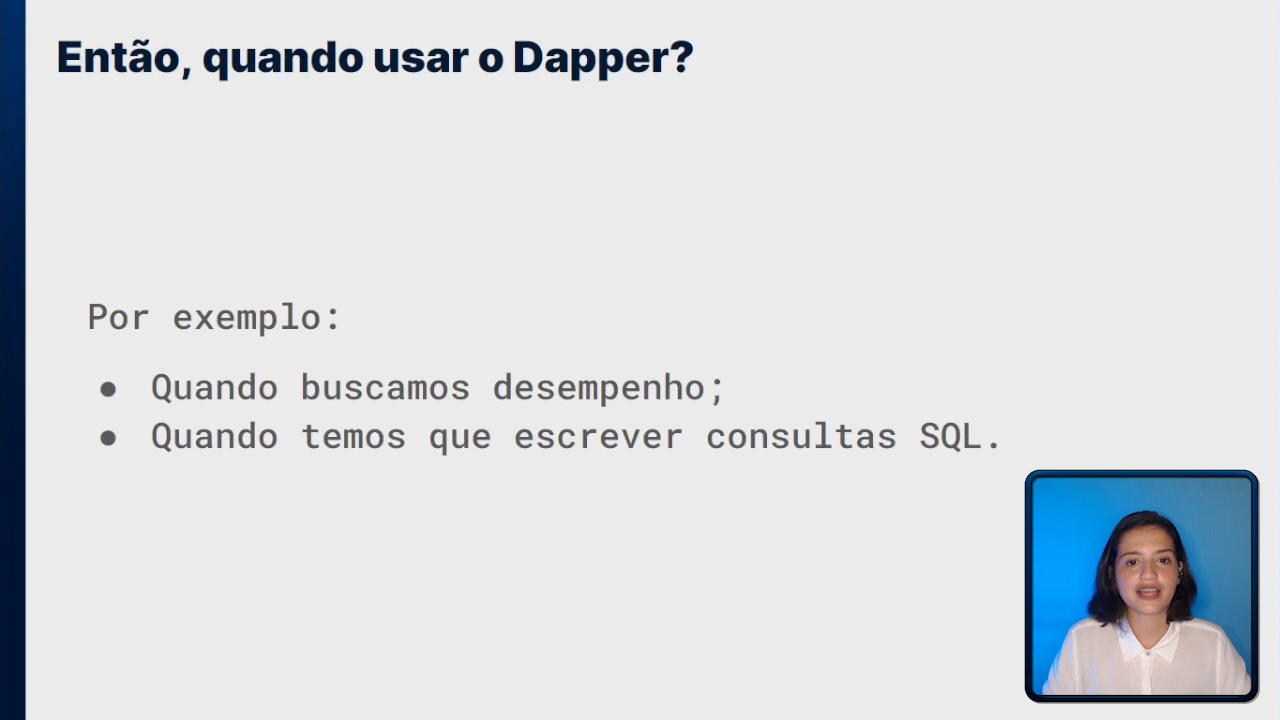 Então, quando usar o Dapper?
Por exemplo:
● Quando buscamos desempenho;
● Quando temos que escrever consultas SQL.